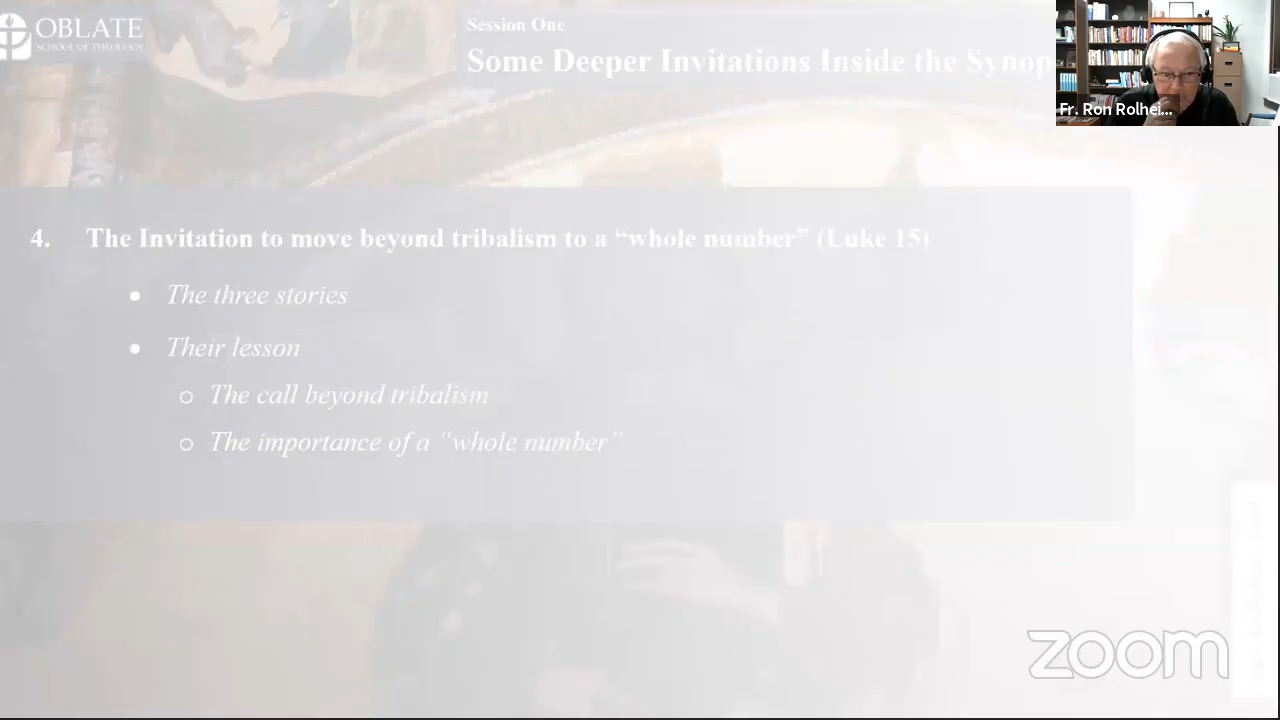 OBLATE
SCHOOL OF THEOLOGY
Session One
Some Deeper Invitations Inside the Synop
Fr. Ron Rolhei...
4. The Invitation to move beyond tribalism to a “whole number” (Luke 15)
• The three stories
• Their lesson
o The call beyond tribalism
o The importance of a “whole number”
zoom